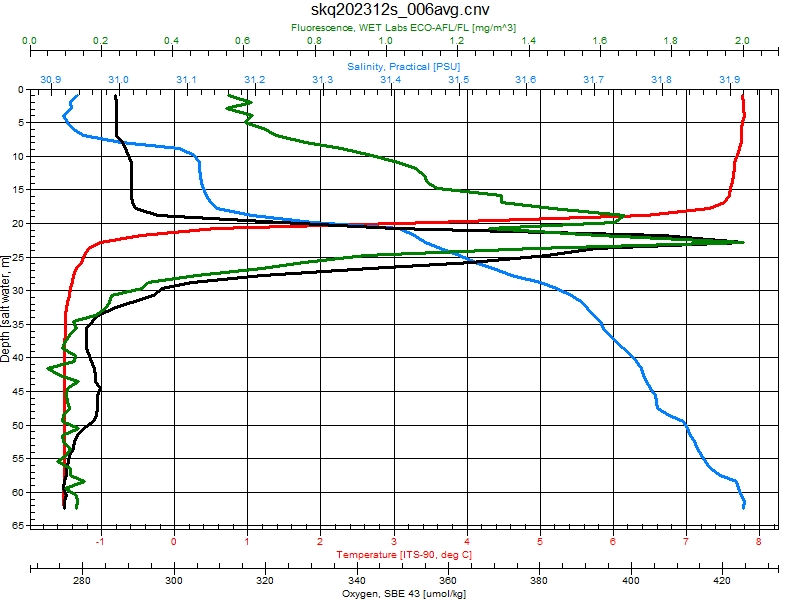 skq202312s_006avg.cnv
Fluorescence, WET Labs ECO-AFL/FL [mg/m^3]
0.0 0.2 0.4 0.6 0.8 1.0 1.2 1.4 1.6 1.8 2.0
Salinity, Practical [PSU]
30.9 31.0 31.1 31.2 31.3 31.4 31.5 31.6 31.7 31.8 31.9
0
5
10
15
20
25
30
35
40
45
50
55
60
65
Depth [salt water, m]
-1 0 1 2 3 4 5 6 7 8
Temperature [ITS-90, deg C]
280 300 320 340 360 380 400 420
Oxygen, SBE 43 [umol/kg]